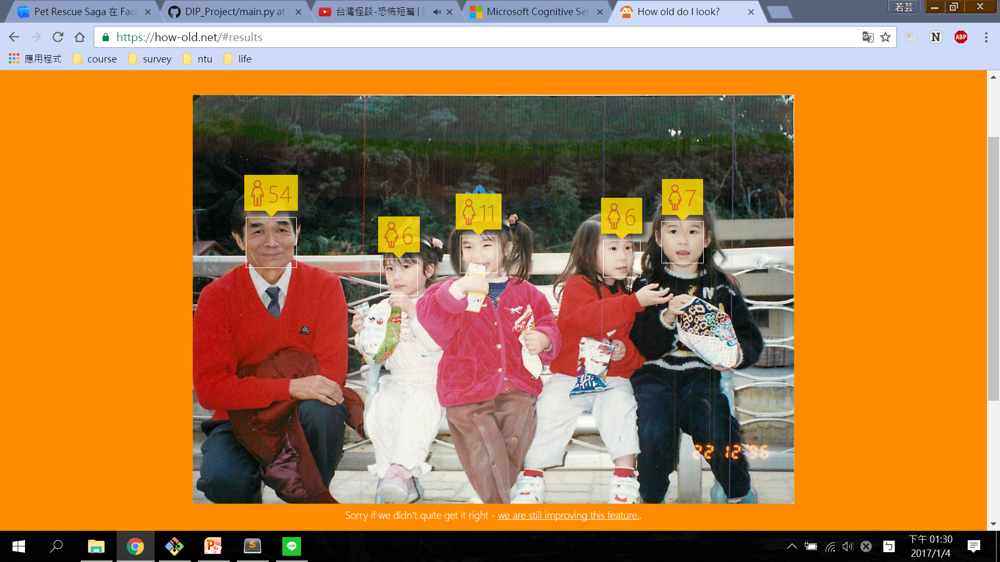 Pet Rescue Saga 在 Fac
DIP_Project/main.py at
台灣怪談-恐怖短篇 |
Microsoft Cognitive Ser
How old do I look?
若芸
https://how-old.net/#results
N
ABP
應用程式
course
survey
ntu
life
54
6
11
6
7
22 12 '96
Sorry if we didn't quite get it right - we are still improving this feature..
P
S
LINE
ㄅ
下午 01:30
2017/1/4